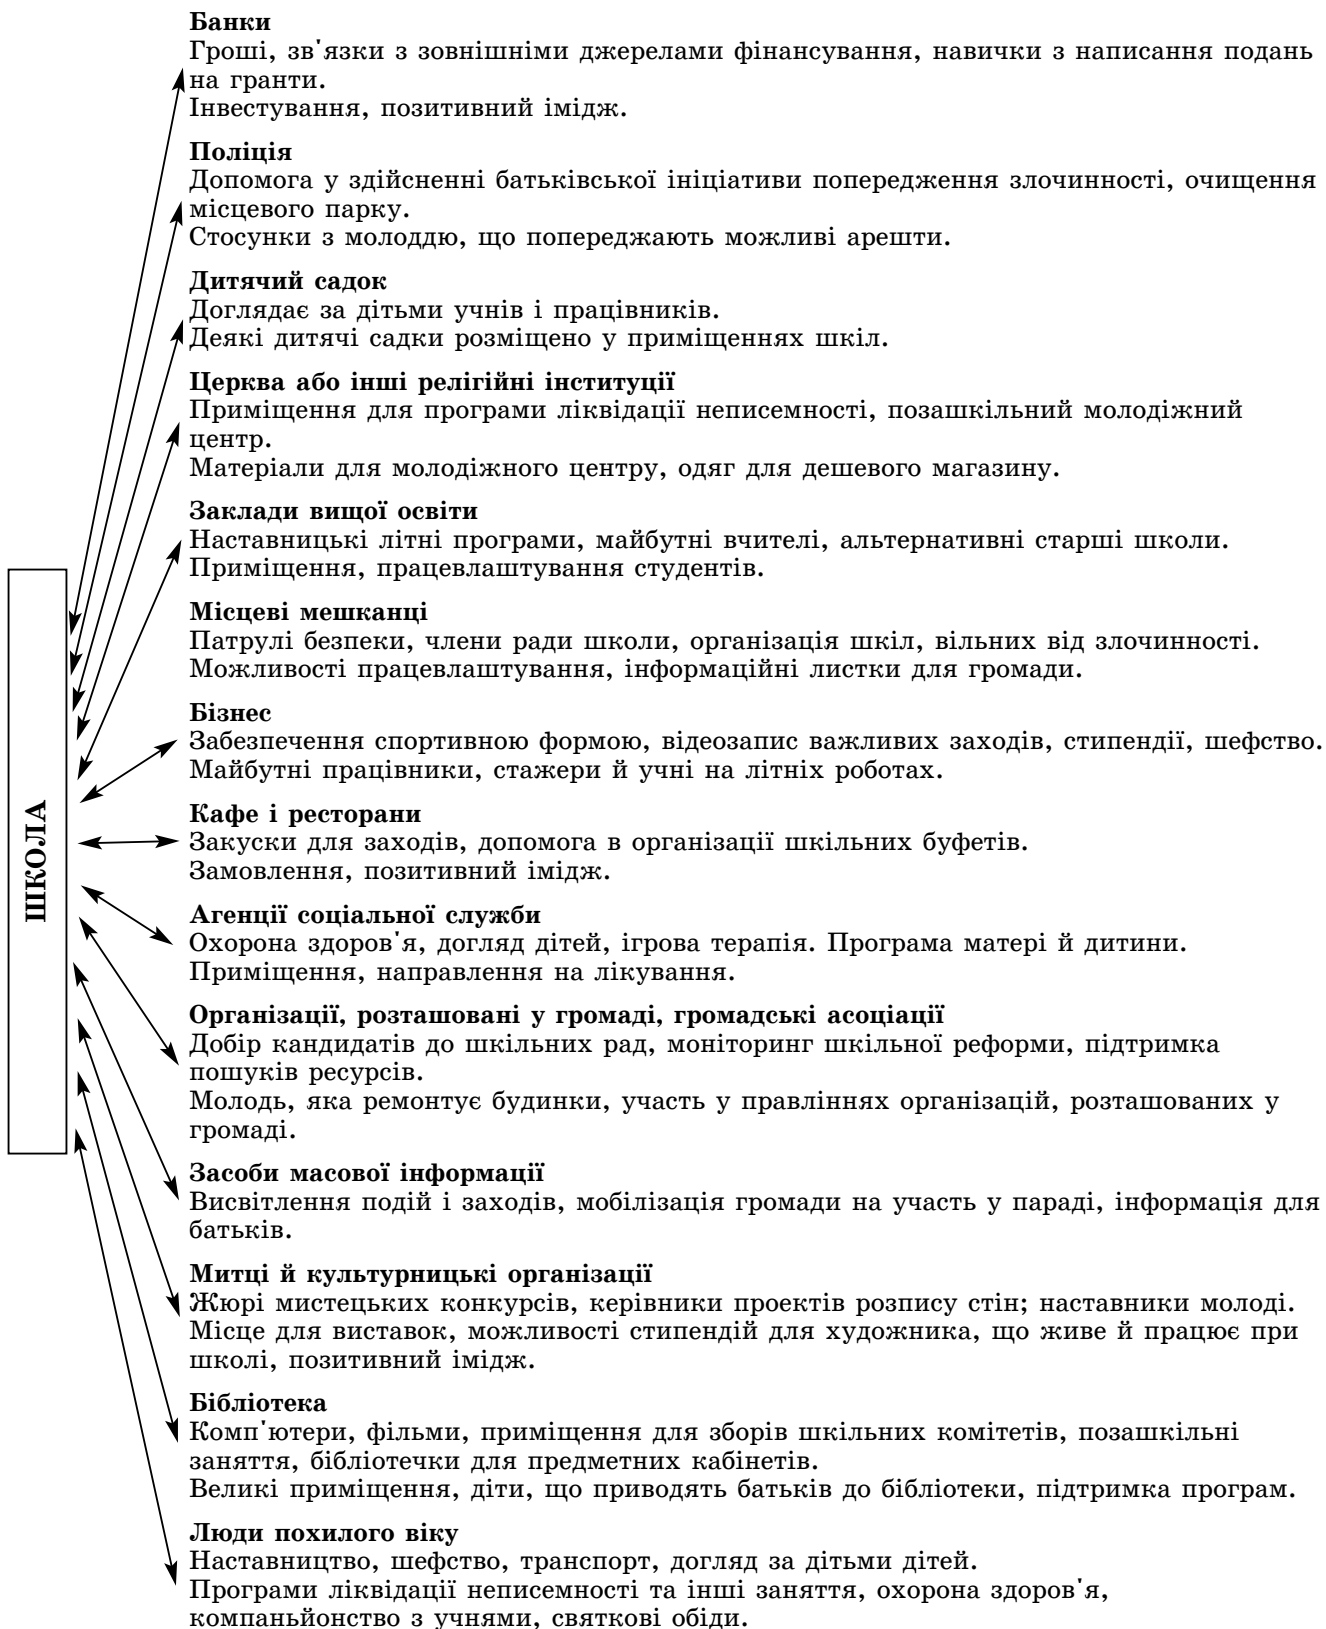 Банки
Гроші, зв'язки з зовнішніми джерелами фінансування, навички з написання подань
на гранти.
Інвестування, позитивний імідж.
Поліція
Допомога у здійсненні батьківської ініціативи попередження злочинності, очищення
місцевого парку.
Стосунки з молоддю, що попереджають можливі арешти.
Дитячий садок
Доглядає за дітьми учнів і працівників.
Деякі дитячі садки розміщено у приміщеннях шкіл.
Церква або інші релігійні інституції
Приміщення для програми ліквідації неписемності, позашкільний молодіжний
центр.
Матеріали для молодіжного центру, одяг для дешевого магазину.
Заклади вищої освіти
Наставницькі літні програми, майбутні вчителі, альтернативні старші школи.
Приміщення, працевлаштування студентів.
Місцеві мешканці
Патрулі безпеки, члени ради школи, організація шкіл, вільних від злочинності.
Можливості працевлаштування, інформаційні листки для громади.
Бізнес
Забезпечення спортивною формою, відеозапис важливих заходів, стипендії, шефство.
Майбутні працівники, стажери й учні на літніх роботах.
ШКОЛА
Кафе і ресторани
Закуски для заходів, допомога в організації шкільних буфетів.
Замовлення, позитивний імідж.
Агенції соціальної служби
Охорона здоров'я, догляд дітей, ігрова терапія. Програма матері й дитини.
Приміщення, направлення на лікування.
Організації, розташовані у громаді, громадські асоціації
Добір кандидатів до шкільних рад, моніторинг шкільної реформи, підтримка
пошуків ресурсів.
Молодь, яка ремонтує будинки, участь у правліннях організацій, розташованих у
громаді.
Засоби масової інформації
Висвітлення подій і заходів, мобілізація громади на участь у параді, інформація для
батьків.
Митці й культурницькі організації
Жюрі мистецьких конкурсів, керівники проектів розпису стін; наставники молоді.
Місце для виставок, можливості стипендій для художника, що живе й працює при
школі, позитивний імідж.
Бібліотека
Комп'ютери, фільми, приміщення для зборів шкільних комітетів, позашкільні
заняття, бібліотечки для предметних кабінетів.
Великі приміщення, діти, що приводять батьків до бібліотеки, підтримка програм.
Люди похилого віку
Наставництво, шефство, транспорт, догляд за дітьми дітей.
Програми ліквідації неписемності та інші заняття, охорона здоров'я,
компаньйонство з учнями, святкові обіди.